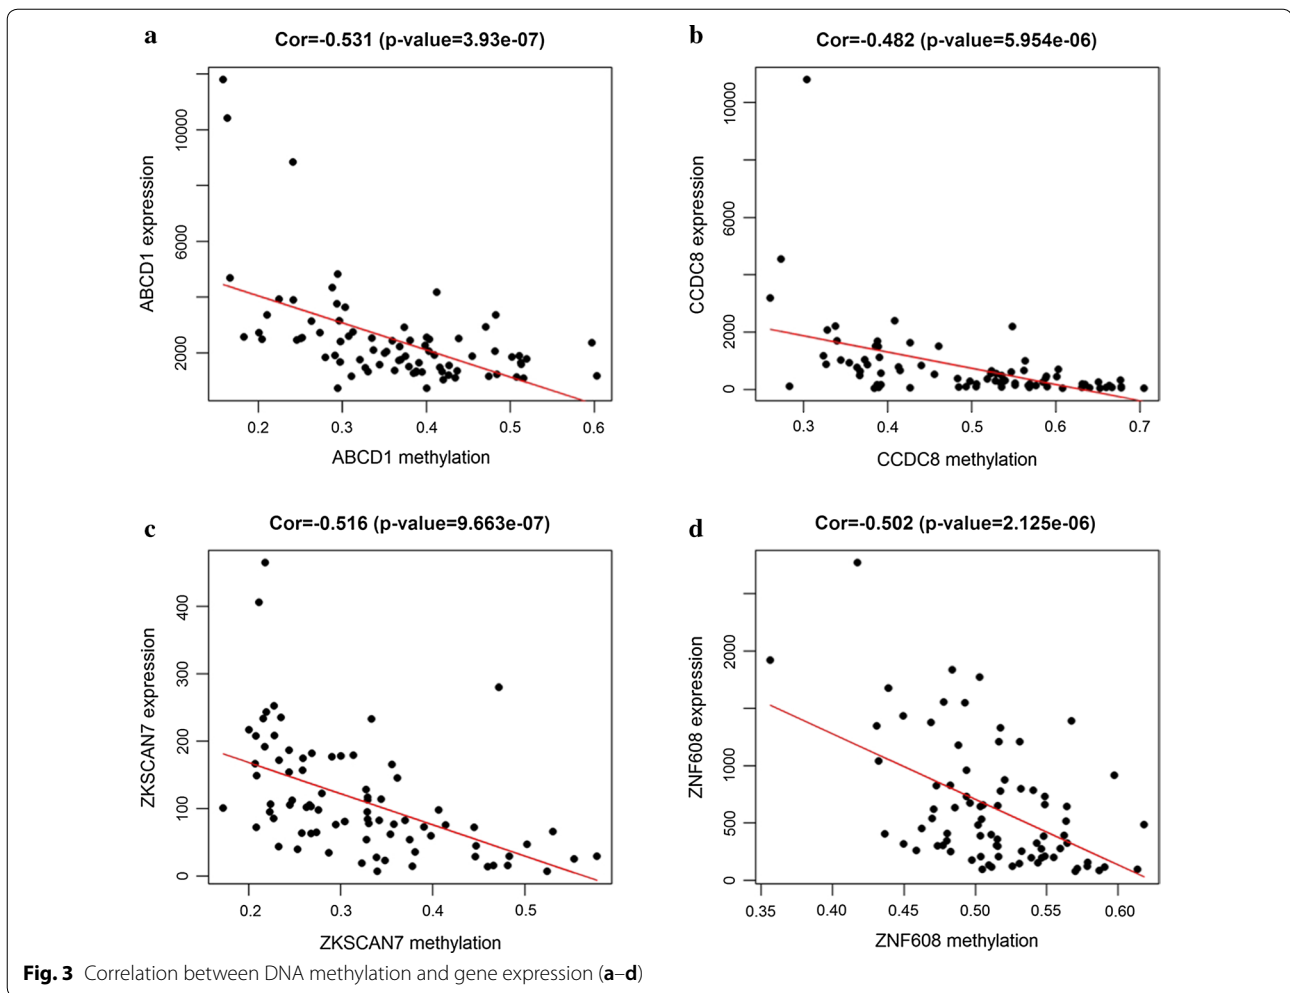 a
Cor=-0.531 (p-value=3.93e-07)
ABCD1 expression
10000
6000
2000
0.2 0.3 0.4 0.5 0.6
ABCD1 methylation
b
Cor=-0.482 (p-value=5.954e-06)
CCDC8 expression
10000
6000
2000
0
0.3 0.4 0.5 0.6 0.7
CCDC8 methylation
c
Cor=-0.516 (p-value=9.663e-07)
ZKSCAN7 expression
400
300
200
100
0
0.2 0.3 0.4 0.5
ZKSCAN7 methylation
d
Cor=-0.502 (p-value=2.125e-06)
ZNF608 expression
2000
1000
500
0
0.35 0.40 0.45 0.50 0.55 0.60
ZNF608 methylation
Fig. 3 Correlation between DNA methylation and gene expression (a–d)